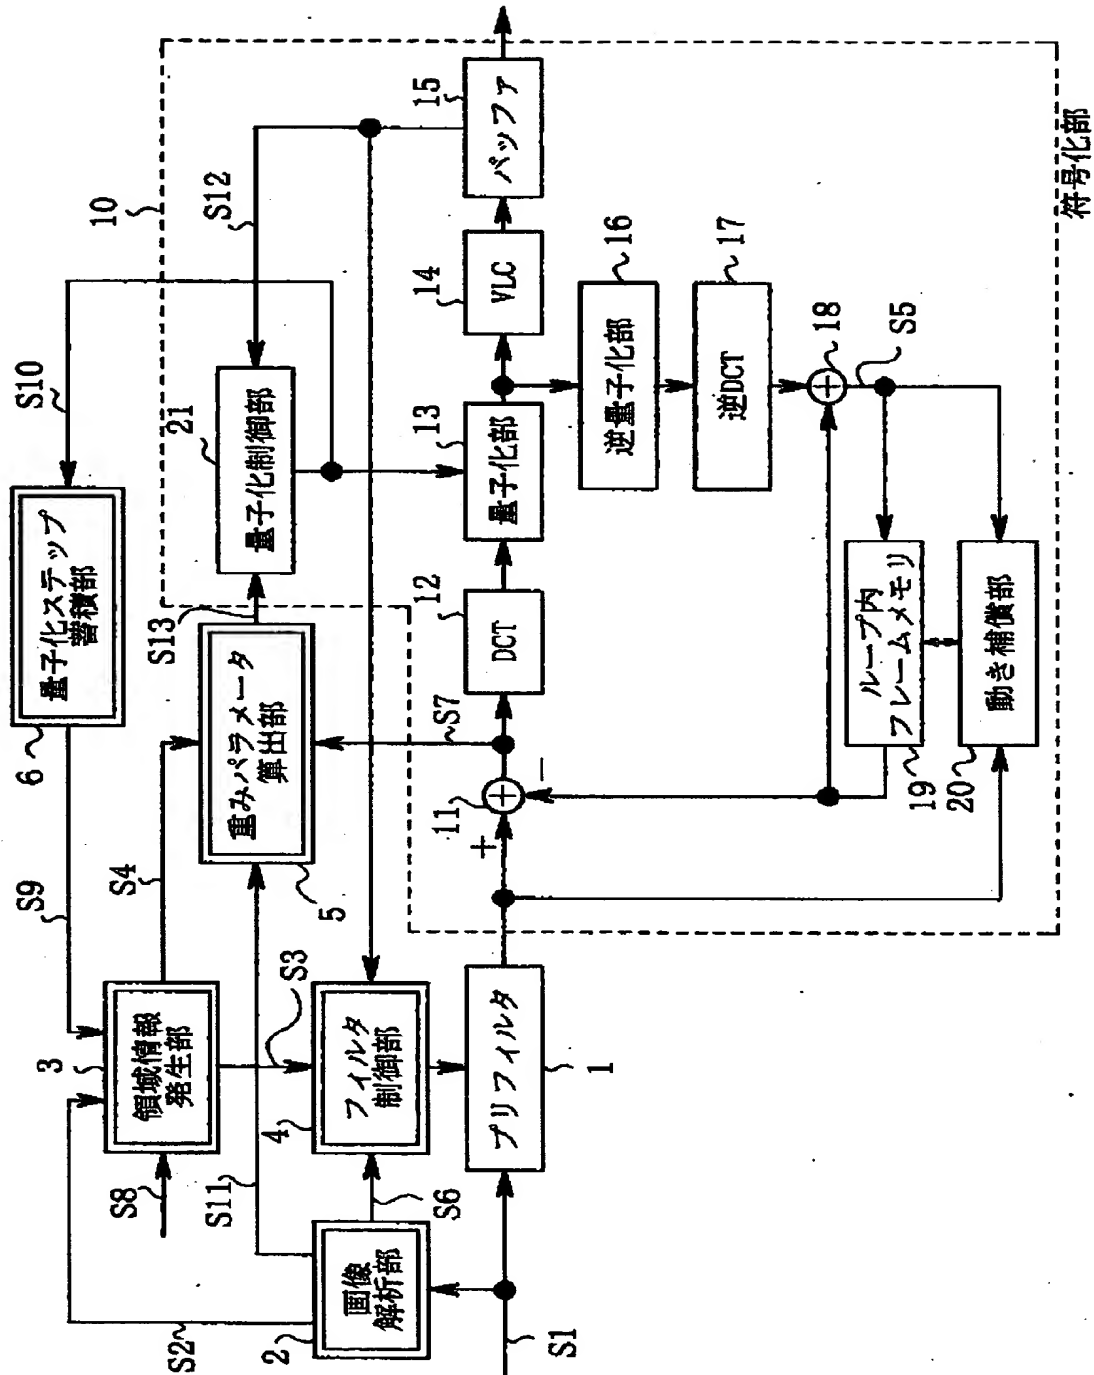 10
S12
S10
21
量子化制御部
15
バッファ
14
VLC
13
量子化部
16
逆量子化部
17
逆DCT
18
S5
符号化部
量子化ステップ
蓄積部
6
S13
重みパラメータ
算出部
5
S7
12
DCT
11
+
-
ループ内
フレームメモリ
19
動き補償部
20
S9
S4
3
領域情報
発生部
S8
S3
S11
4
フィルタ
制御部
S6
プリフィルタ
1
S2
2
画像
解析部
S1